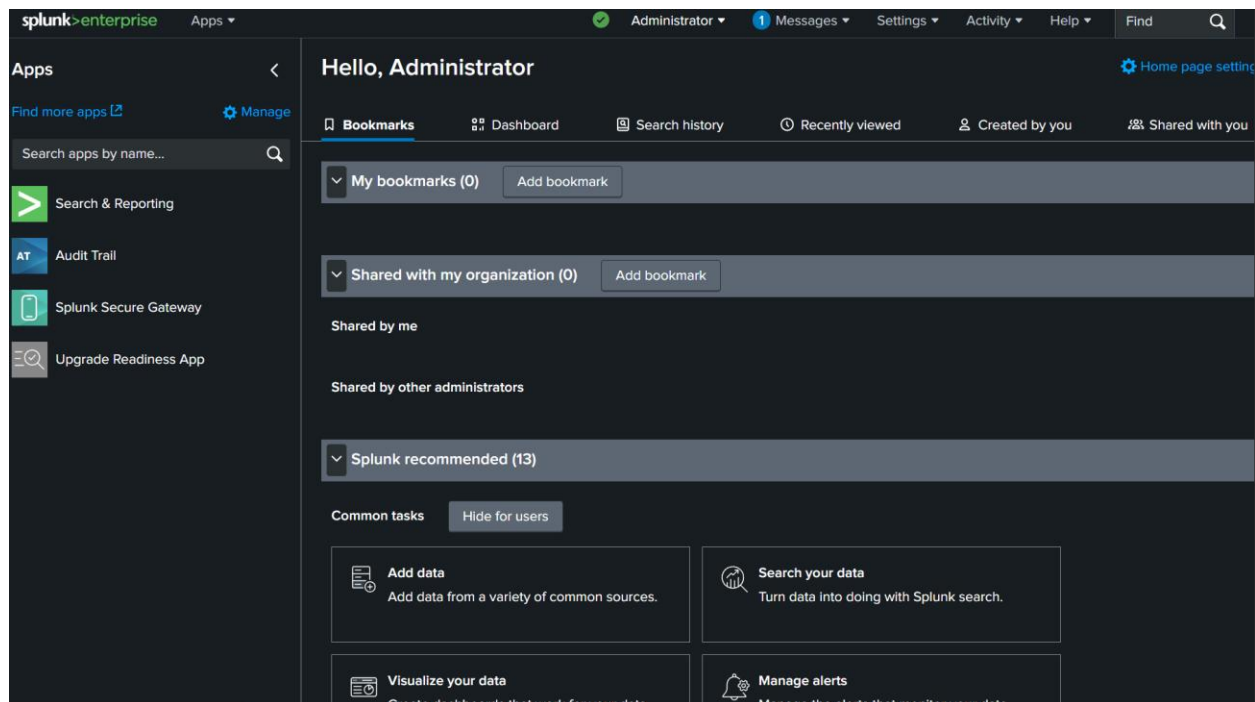 splunk>enterprise Apps Administrator 1 Messages Settings Activity Help Find
Apps
Find more apps Manage
Search apps by name...
Search & Reporting
AT Audit Trail
Splunk Secure Gateway
Upgrade Readiness App
Hello, Administrator
Home page setting
Bookmarks Dashboard Search history Recently viewed Created by you Shared with you
My bookmarks (0) Add bookmark
Shared with my organization (0) Add bookmark
Shared by me
Shared by other administrators
Splunk recommended (13)
Common tasks Hide for users
Add data
Add data from a variety of common sources.
Search your data
Turn data into doing with Splunk search.
Visualize your data
Manage alerts